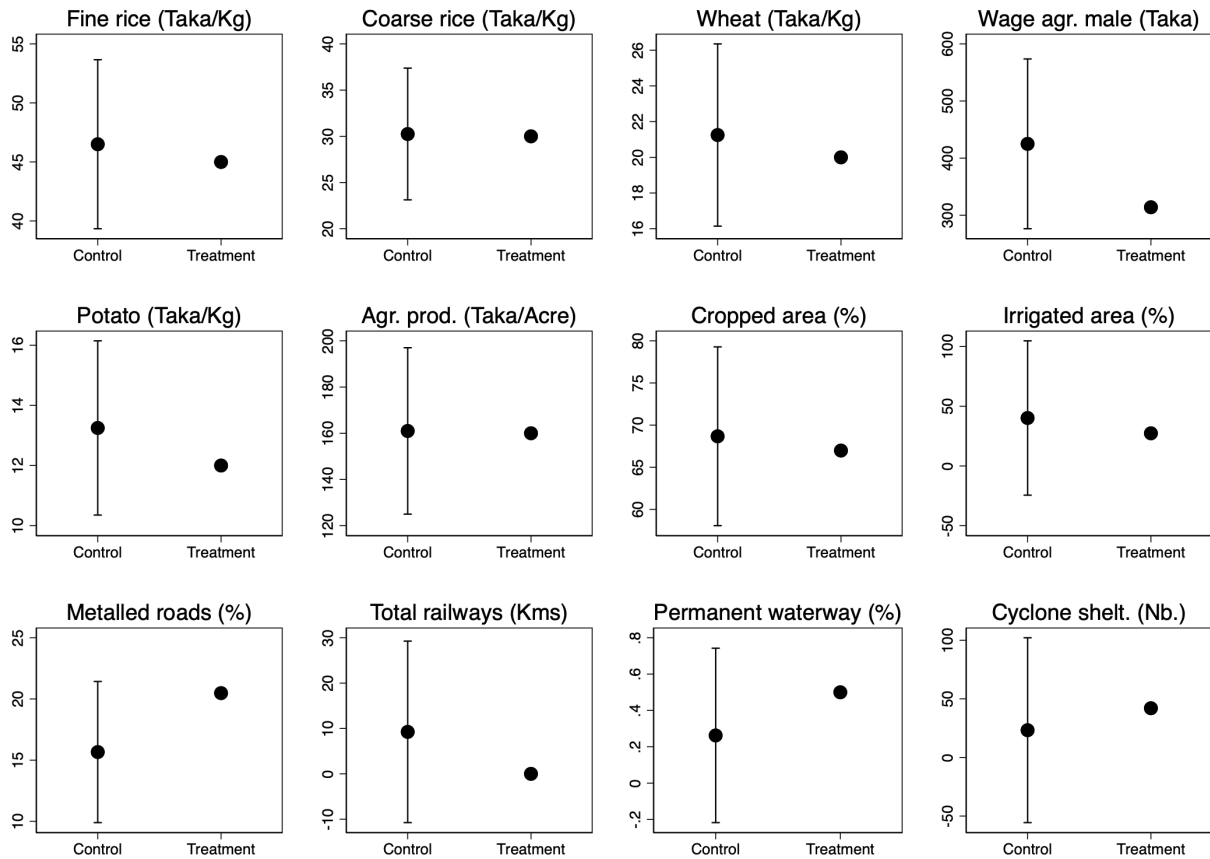 Fine rice (Taka/Kg)
55
50
45
40
Control Treatment
Coarse rice (Taka/Kg)
40
35
30
25
20
Control Treatment
Wheat (Taka/Kg)
26
24
22
20
18
16
Control Treatment
Wage agr. male (Taka)
600
500
400
300
Control Treatment
Potato (Taka/Kg)
16
14
12
10
Control Treatment
Agr. prod. (Taka/Acre)
200
180
160
140
120
Control Treatment
Cropped area (%)
80
75
70
65
60
Control Treatment
Irrigated area (%)
100
50
0
-50
Control Treatment
Metalled roads (%)
25
20
15
10
Control Treatment
Total railways (Kms)
30
20
10
0
-10
Control Treatment
Permanent waterway (%)
.8
.6
.4
.2
0
-.2
Control Treatment
Cyclone shelt. (Nb.)
100
50
0
-50
Control Treatment